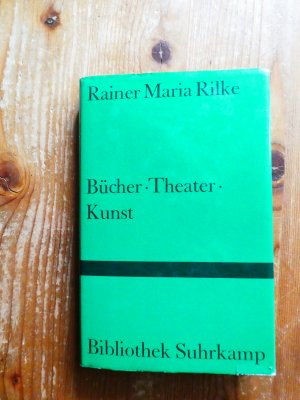 Rainer Maria Rilke
Bücher · Theater ·
Kunst
Bibliothek Suhrkamp